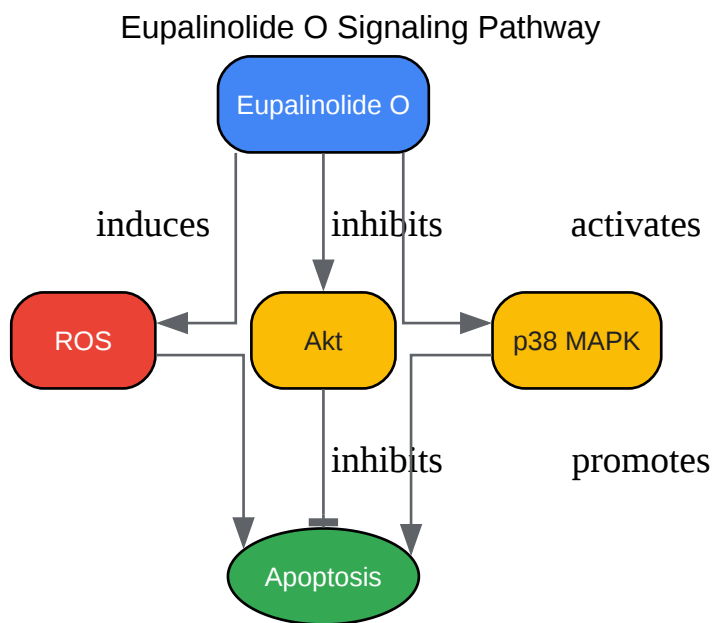 Eupalinolide O Signaling Pathway
Eupalinolide O
induces
inhibits
activates
ROS
Akt
p38 MAPK
inhibits
promotes
Apoptosis